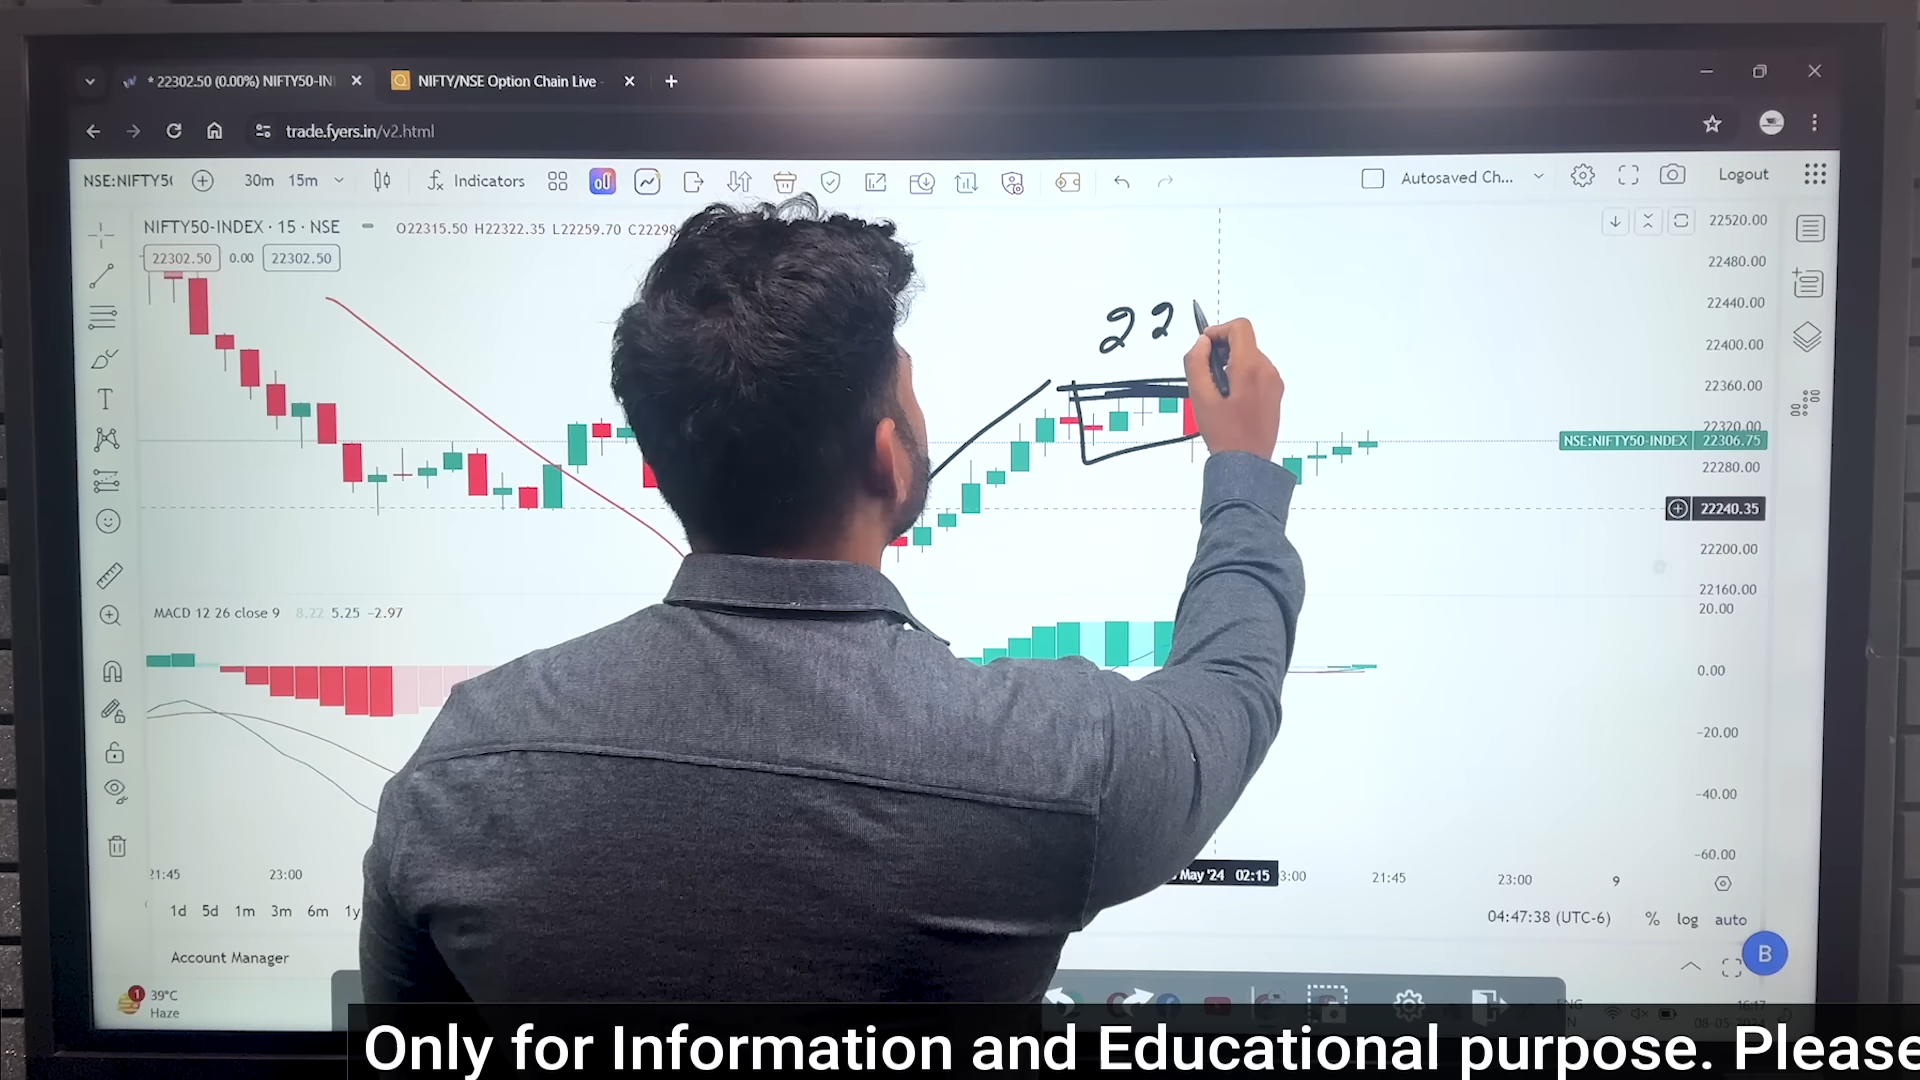 * 22302.50 (0.00%) NIFTY50-IN
NIFTY/NSE Option Chain Live
trade.fyers.in/v2.html
NSE:NIFTY5
30m 15m
Indicators
Autosaved Ch...
Logout
NIFTY50-INDEX · 15 · NSE
O22315.50 H22322.35 L22259.70 C22298
22302.50 0.00 22302.50
22
22520.00
22480.00
22440.00
22400.00
22360.00
22320.00
NSE:NIFTY50-INDEX 22306.75
22280.00
22240.35
22200.00
22160.00
MACD 12 26 close 9 8.22 5.25 −2.97
20.00
0.00
−20.00
−40.00
−60.00
21:45 23:00
May '24 02:15
3:00 21:45 23:00 9
1d 5d 1m 3m 6m 1y
04:47:38 (UTC-6) % log auto
Account Manager
B
1
39°C
Haze
16:17
Only for Information and Educational purpose. Please